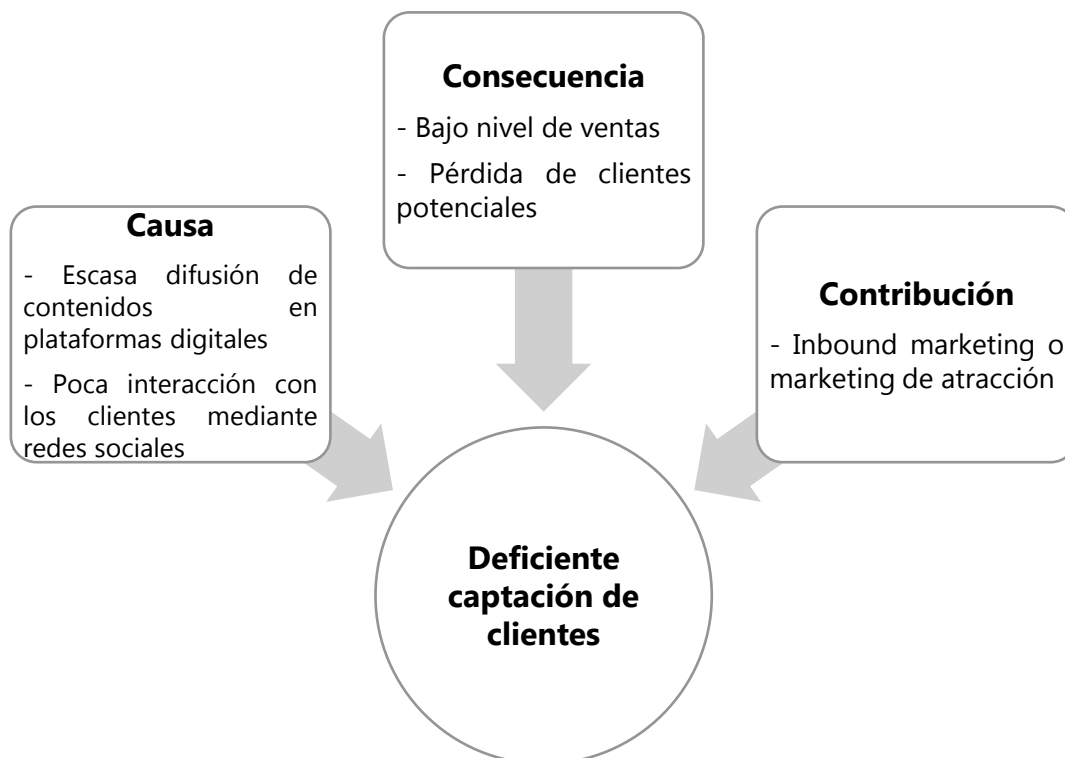 Consecuencia
- Bajo nivel de ventas
- Pérdida de clientes
potenciales
Causa
- Escasa difusión de
contenidos en
plataformas digitales
- Poca interacción con
los clientes mediante
redes sociales
Contribución
- Inbound marketing o
marketing de atracción
Deficiente
captación de
clientes